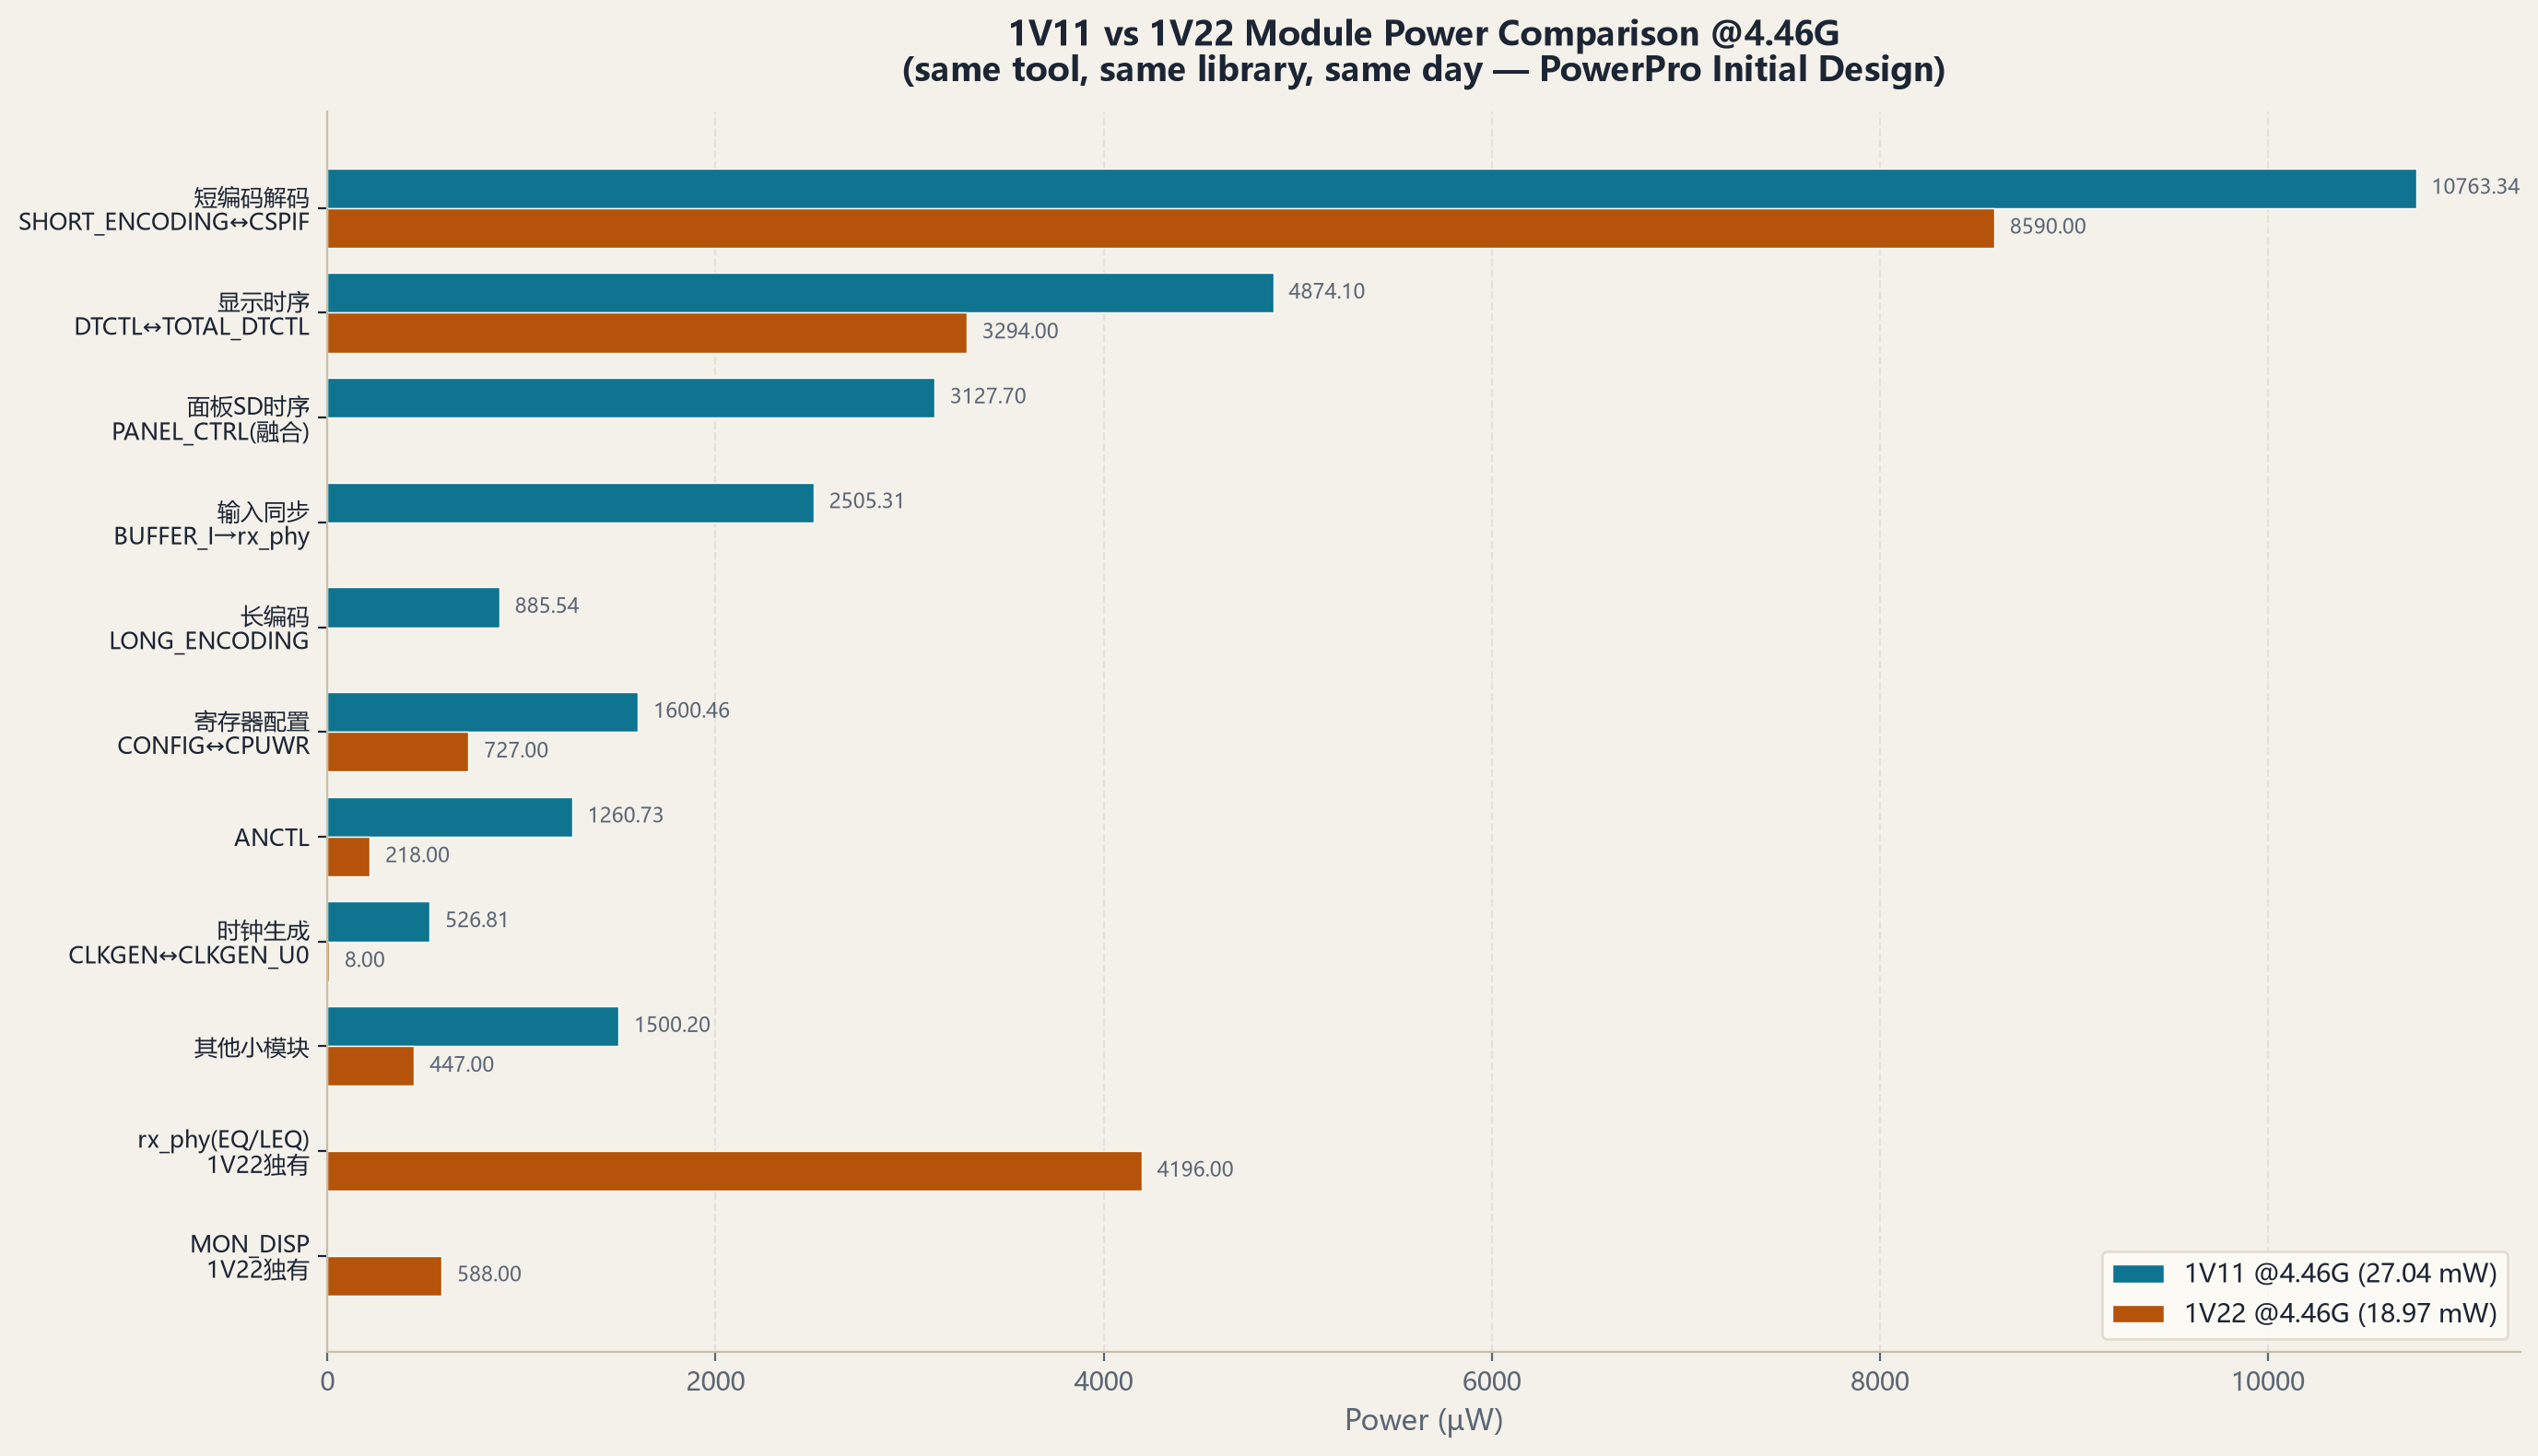 1V11 vs 1V22 Module Power Comparison @4.46G
(same tool, same library, same day — PowerPro Initial Design)
短编码解码
SHORT_ENCODING↔CSPIF
10763.34
8590.00
显示时序
DTCTL↔TOTAL_DTCTL
4874.10
3294.00
面板SD时序
PANEL_CTRL(融合)
3127.70
输入同步
BUFFER_I→rx_phy
2505.31
长编码
LONG_ENCODING
885.54
寄存器配置
CONFIG↔CPUWR
1600.46
727.00
ANCTL
1260.73
218.00
时钟生成
CLKGEN↔CLKGEN_U0
526.81
8.00
其他小模块
1500.20
447.00
rx_phy(EQ/LEQ)
1V22独有
4196.00
MON_DISP
1V22独有
588.00
1V11 @4.46G (27.04 mW)
1V22 @4.46G (18.97 mW)
0 2000 4000 6000 8000 10000
Power (μW)